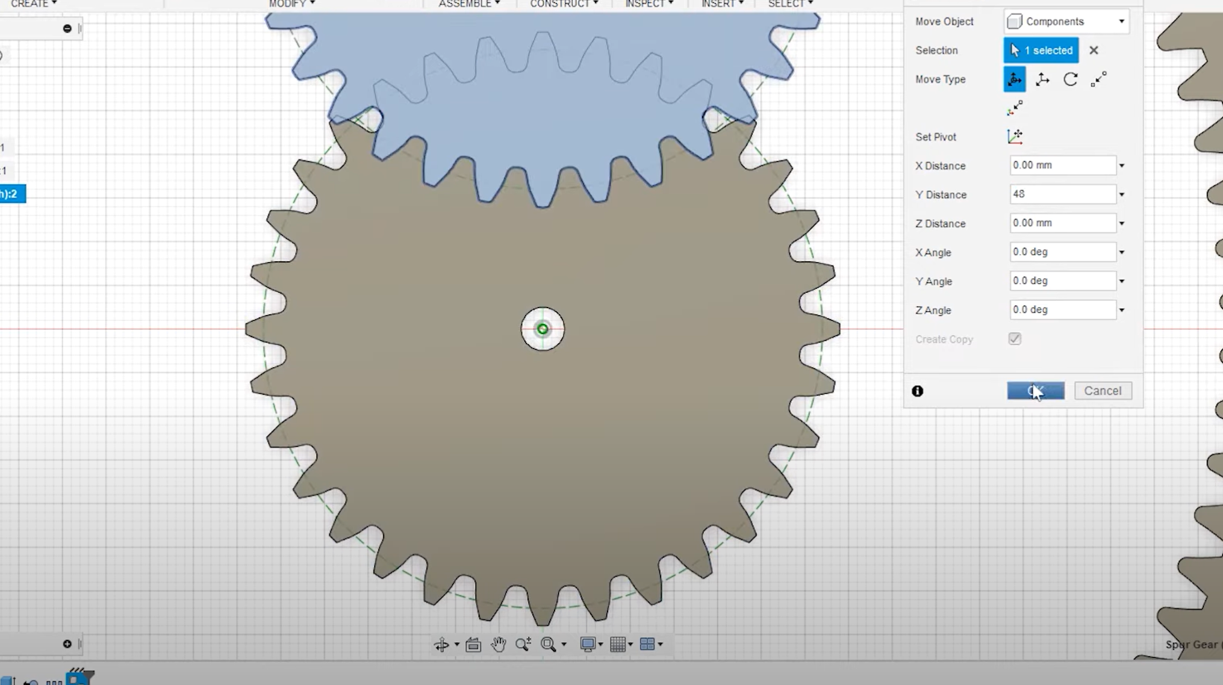 CREATE MODIFY ASSEMBLE CONSTRUCT INSPECT INSERT SELECT
Move Object Components
Selection 1 selected
Move Type
Set Pivot
X Distance 0.00 mm
Y Distance 48
Z Distance 0.00 mm
X Angle 0.0 deg
Y Angle 0.0 deg
Z Angle 0.0 deg
Create Copy
OK Cancel
1
:1
h):2
Spur Gear (